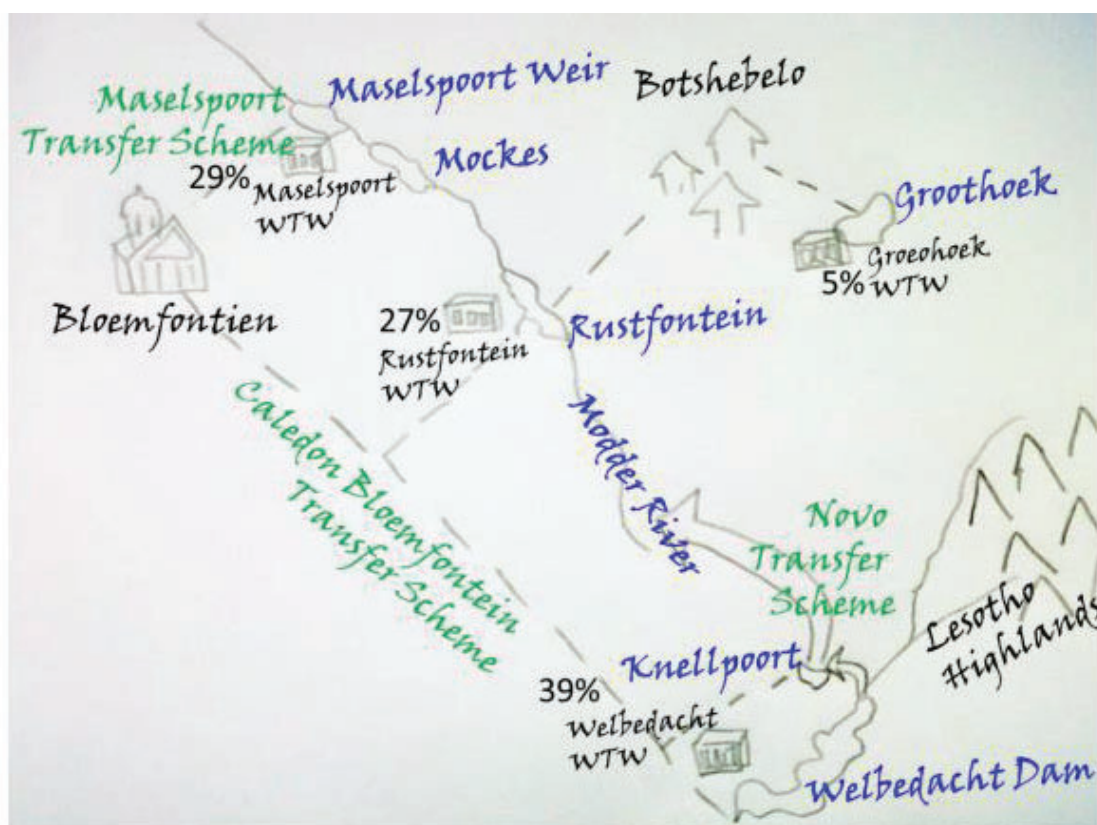 Maselspoort
Transfer Scheme
Maselspoort Weir
Botshebelo
Mockes
29%
Maselspoort
WTW
Groothoek
Groeohoek
5% WTW
Bloemfontien
27%
Rustfontein
WTW
Rustfontein
Caledon Bloemfontein
Transfer Scheme
Modder River
Novo
Transfer
Scheme
Lesotho
Highlands
Knellpoort
39%
Welbedacht
WTW
Welbedacht Dam